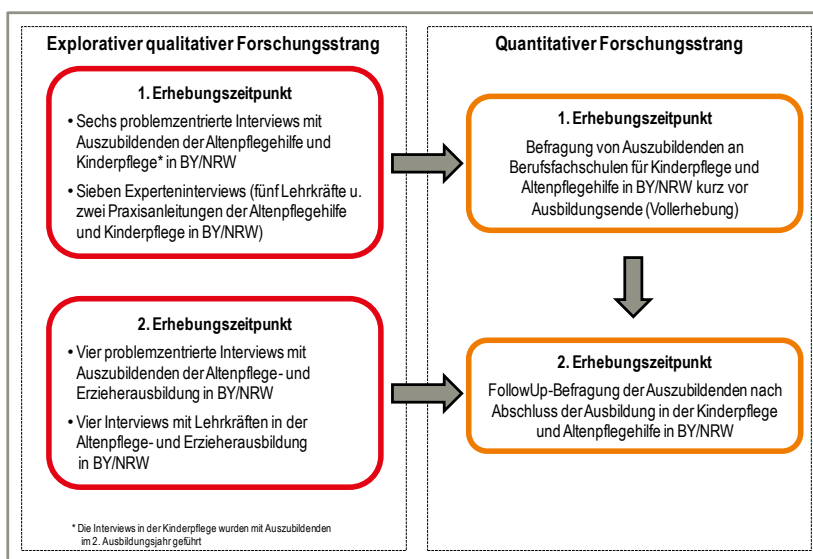 Explorativer qualitativer Forschungsstrang
1. Erhebungszeitpunkt
• Sechs problemzentrierte Interviews mit
Auszubildenden der Altenpflegehilfe und
Kinderpflege* in BY/NRW
• Sieben Experteninterviews (fünf Lehrkräfte u.
zwei Praxisanleitungen der Altenpflegehilfe
und Kinderpflege in BY/NRW)
2. Erhebungszeitpunkt
• Vier problemzentrierte Interviews mit
Auszubildenden der Altenpflege- und
Erzieherausbildung in BY/NRW
• Vier Interviews mit Lehrkräften in der
Altenpflege- und Erzieherausbildung
in BY/NRW
* Die Interviews in der Kinderpflege wurden mit Auszubildenden
im 2. Ausbildungsjahr geführt
Quantitativer Forschungsstrang
1. Erhebungszeitpunkt
Befragung von Auszubildenden an
Berufsfachschulen für Kinderpflege und
Altenpflegehilfe in BY/NRW kurz vor
Ausbildungsende (Vollerhebung)
2. Erhebungszeitpunkt
FollowUp-Befragung der Auszubildenden nach
Abschluss der Ausbildung in der Kinderpflege
und Altenpflegehilfe in BY/NRW